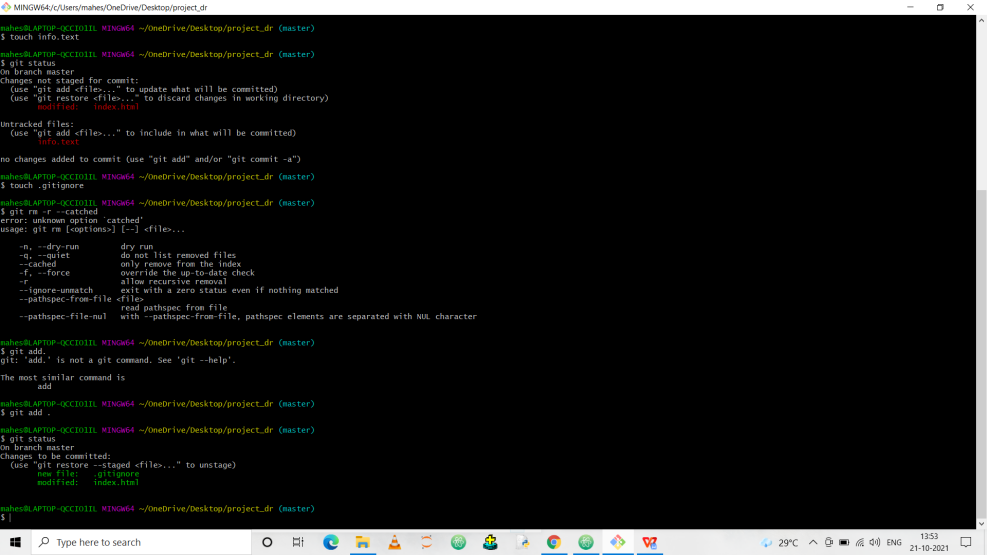 MINGW64:/c/Users/mahes/OneDrive/Desktop/project_dr
mahes@LAPTOP-QCCIO1IL MINGW64 ~/OneDrive/Desktop/project_dr (master)
$ touch info.text
mahes@LAPTOP-QCCIO1IL MINGW64 ~/OneDrive/Desktop/project_dr (master)
$ git status
On branch master
Changes not staged for commit:
(use "git add <file>..." to update what will be committed)
(use "git restore <file>..." to discard changes in working directory)
modified: index.html
Untracked files:
(use "git add <file>..." to include in what will be committed)
info.text
no changes added to commit (use "git add" and/or "git commit -a")
mahes@LAPTOP-QCCIO1IL MINGW64 ~/OneDrive/Desktop/project_dr (master)
$ touch .gitignore
mahes@LAPTOP-QCCIO1IL MINGW64 ~/OneDrive/Desktop/project_dr (master)
$ git rm -r --catched
error: unknown option `catched'
usage: git rm [<options>] [--] <file>...
-n, --dry-run dry run
-q, --quiet do not list removed files
--cached only remove from the index
-f, --force override the up-to-date check
-r allow recursive removal
--ignore-unmatch exit with a zero status even if nothing matched
--pathspec-from-file <file>
read pathspec from file
--pathspec-file-nul with --pathspec-from-file, pathspec elements are separated with NUL character
mahes@LAPTOP-QCCIO1IL MINGW64 ~/OneDrive/Desktop/project_dr (master)
$ git add.
git: 'add.' is not a git command. See 'git --help'.
The most similar command is
add
mahes@LAPTOP-QCCIO1IL MINGW64 ~/OneDrive/Desktop/project_dr (master)
$ git add .
mahes@LAPTOP-QCCIO1IL MINGW64 ~/OneDrive/Desktop/project_dr (master)
$ git status
On branch master
Changes to be committed:
(use "git restore --staged <file>..." to unstage)
new file: .gitignore
modified: index.html
mahes@LAPTOP-QCCIO1IL MINGW64 ~/OneDrive/Desktop/project_dr (master)
$
Type here to search
29°C
ENG
13:53
21-10-2021